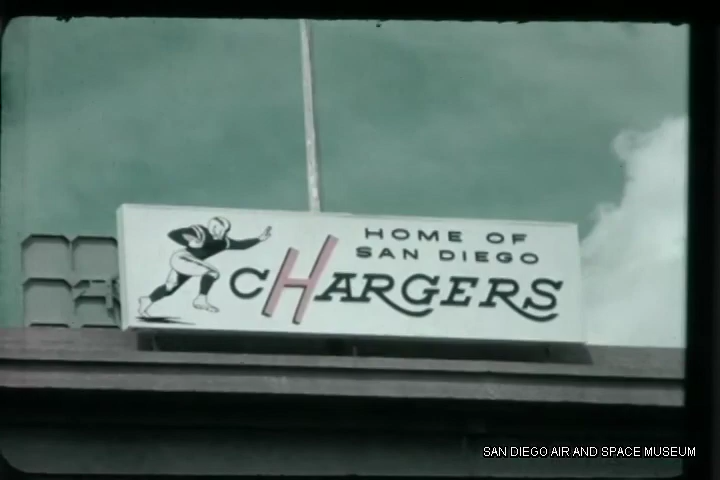 HOME OF
SAN DIEGO
CHARGERS
SAN DIEGO AIR AND SPACE MUSEUM